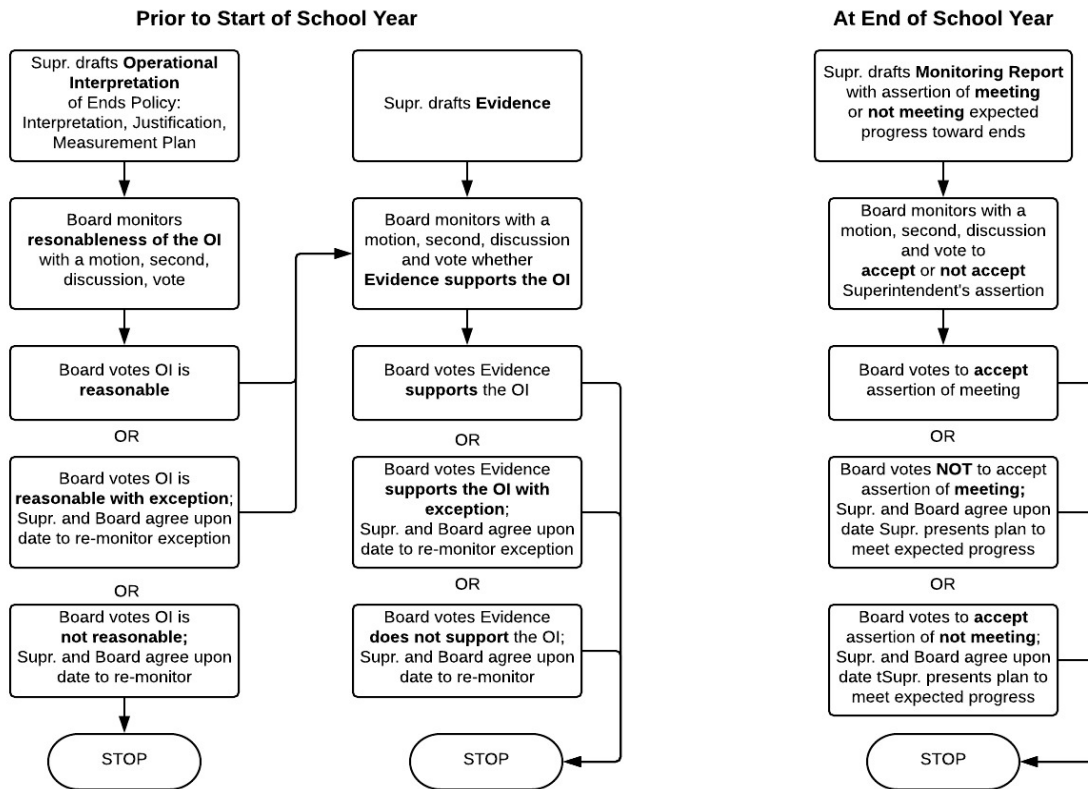 Prior to Start of School Year
Supr. drafts Operational
Interpretation
of Ends Policy:
Interpretation, Justification,
Measurement Plan
Board monitors
resonableness of the OI
with a motion, second,
discussion, vote
Board votes OI is
reasonable
OR
Board votes OI is
reasonable with exception;
Supr. and Board agree upon
date to re-monitor exception
OR
Board votes OI is
not reasonable;
Supr. and Board agree upon
date to re-monitor
STOP
Supr. drafts Evidence
Board monitors with a
motion, second, discussion
and vote whether
Evidence supports the OI
Board votes Evidence
supports the OI
OR
Board votes Evidence
supports the OI with
exception;
Supr. and Board agree upon
date to re-monitor exception
OR
Board votes Evidence
does not support the OI;
Supr. and Board agree upon
date to re-monitor
STOP
At End of School Year
Supr. drafts Monitoring Report
with assertion of meeting
or not meeting expected
progress toward ends
Board monitors with a
motion, second, discussion
and vote to
accept or not accept
Superintendent's assertion
Board votes to accept
assertion of meeting
OR
Board votes NOT to accept
assertion of meeting;
Supr. and Board agree upon
date Supr. presents plan to
meet expected progress
OR
Board votes to accept
assertion of not meeting;
Supr. and Board agree upon
date tSupr. presents plan to
meet expected progress
STOP